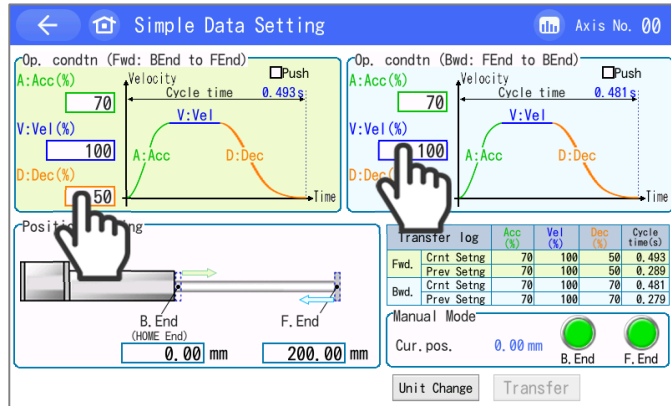 Simple Data Setting
Axis No. 00
Op. condtn (Fwd: BEnd to FEnd)
A:Acc(%)
70
V:Vel(%)
100
D:Dec(%)
50
Velocity
Push
Cycle time
0.493s
V:Vel
A:Acc
D:Dec
Time
Op. condtn (Bwd: FEnd to BEnd)
A:Acc(%)
70
V:Vel(%)
100
Velocity
Push
Cycle time
0.481s
V:Vel
A:Acc
D:Dec
Time
B.End
(HOME End)
0.00 mm
F.End
200.00 mm
Transfer log Acc (%) Vel (%) Dec (%) Cycle time(s)
Fwd. Crnt Setng 70 100 50 0.493
Prev Setng 70 100 50 0.289
Bwd. Crnt Setng 70 100 70 0.481
Prev Setng 70 100 70 0.279
Manual Mode
Cur.pos. 0.00 mm
B.End
F.End
Unit Change
Transfer